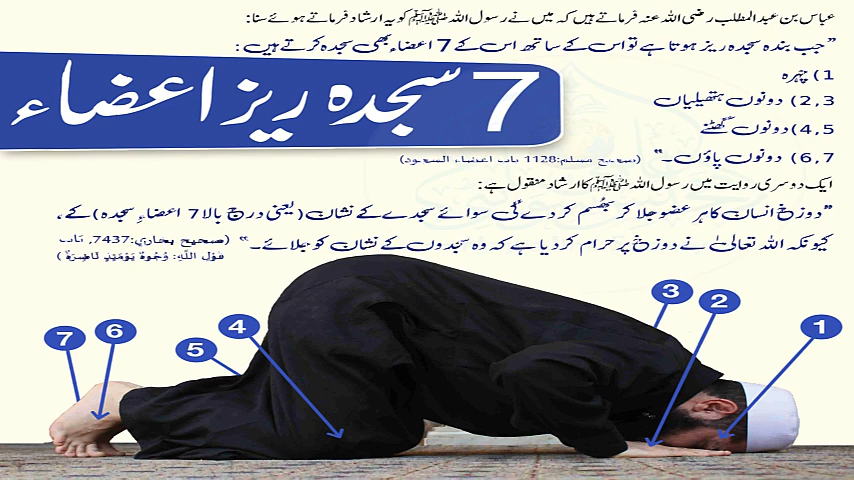 عباس بن عبدالمطلب رضی اللہ عنہ فرماتے ہیں کہ میں نے رسول اللہ ﷺ کو یہ ارشاد فرماتے ہوئے سنا:
”جب بندہ سجدہ ریز ہوتا ہے تو اس کے ساتھ اس کے 7 اعضاء بھی سجدہ کرتے ہیں:
7 سجدہ ریز اعضاء
1) چہرہ
2,3) دونوں ہتھیلیاں
4,5) دونوں گھٹنے
6,7) دونوں پاؤں۔“ (صحیح مسلم:1128 باب اعضاء السجود)
ایک دوسری روایت میں رسول اللہ ﷺ کا ارشاد منقول ہے:
”دوزخ انسان کا ہر عضو جلا کر بھسم کر دے گی سوائے سجدے کے نشان (یعنی درج بالا 7 اعضاءِ سجدہ) کے،
کیونکہ اللہ تعالیٰ نے دوزخ پر حرام کر دیا ہے کہ وہ سجدوں کے نشان کو جلائے۔“ (صحیح بخاری:7437، باب
قول اللہ: وُجُوهٌ يَوْمَئِذٍ نَاضِرَةٌ)
1
2
3
4
5
6
7